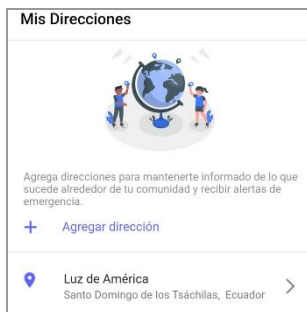 Mis Direcciones
Agrega direcciones para mantenerte informado de lo que
sucede alrededor de tu comunidad y recibir alertas de
emergencia.
+ Agregar dirección
Luz de América
Santo Domingo de los Tsáchilas, Ecuador